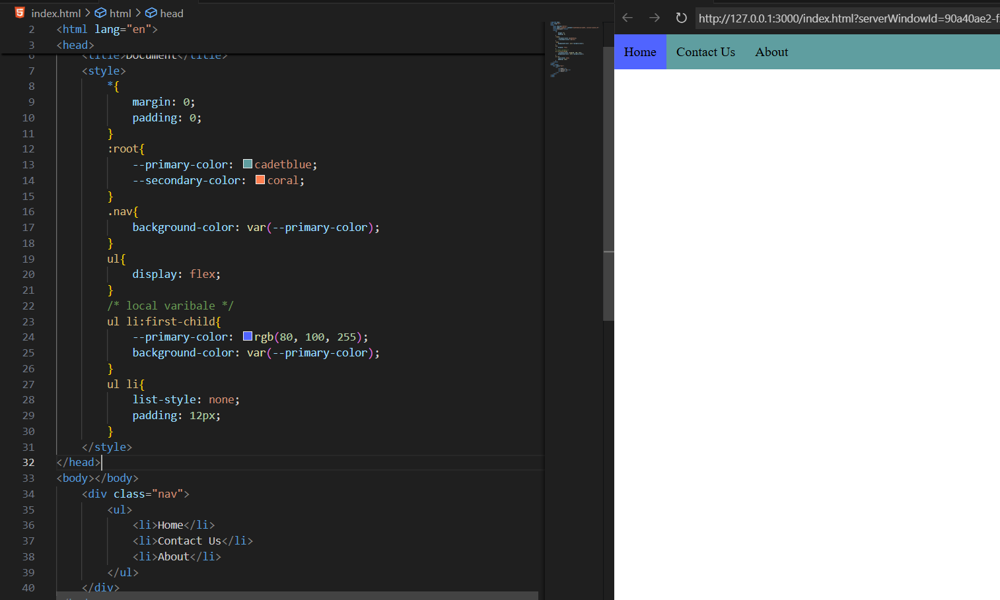 index.html > html > head
2 <html lang="en">
3 <head>
6 <title>Document</title>
7 <style>
8 *{
9 margin: 0;
10 padding: 0;
11 }
12 :root{
13 --primary-color: cadetblue;
14 --secondary-color: coral;
15 }
16 .nav{
17 background-color: var(--primary-color);
18 }
19 ul{
20 display: flex;
21 }
22 /* local varibale */
23 ul li:first-child{
24 --primary-color: rgb(80, 100, 255);
25 background-color: var(--primary-color);
26 }
27 ul li{
28 list-style: none;
29 padding: 12px;
30 }
31 </style>
32 </head>
33 <body></body>
34 <div class="nav">
35 <ul>
36 <li>Home</li>
37 <li>Contact Us</li>
38 <li>About</li>
39 </ul>
40 </div>
http://127.0.0.1:3000/index.html?serverWindowId=90a40ae2-f
Home Contact Us About